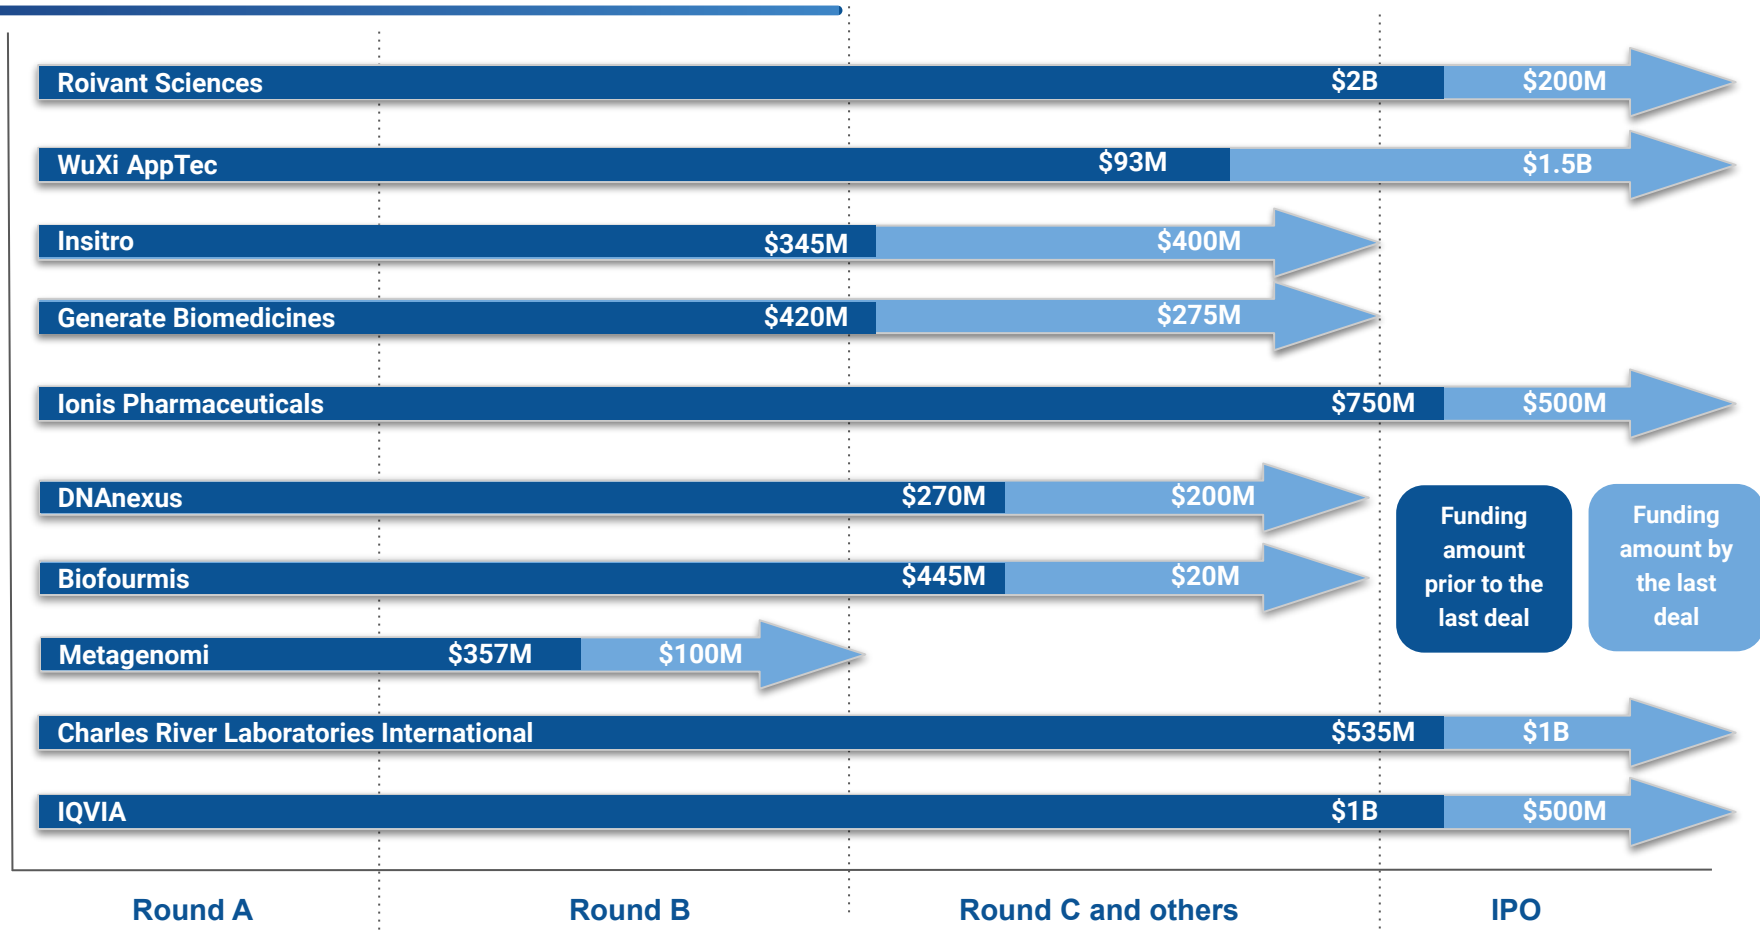 Roivant Sciences $2B $200M
WuXi AppTec $93M $1.5B
Insitro $345M $400M
Generate Biomedicines $420M $275M
Ionis Pharmaceuticals $750M $500M
DNAnexus $270M $200M
Biofourmis $445M $20M
Metagenomi $357M $100M
Funding
amount
prior to the
last deal
Funding
amount by
the last
deal
Charles River Laboratories International $535M $1B
IQVIA $1B $500M
Round A Round B Round C and others IPO